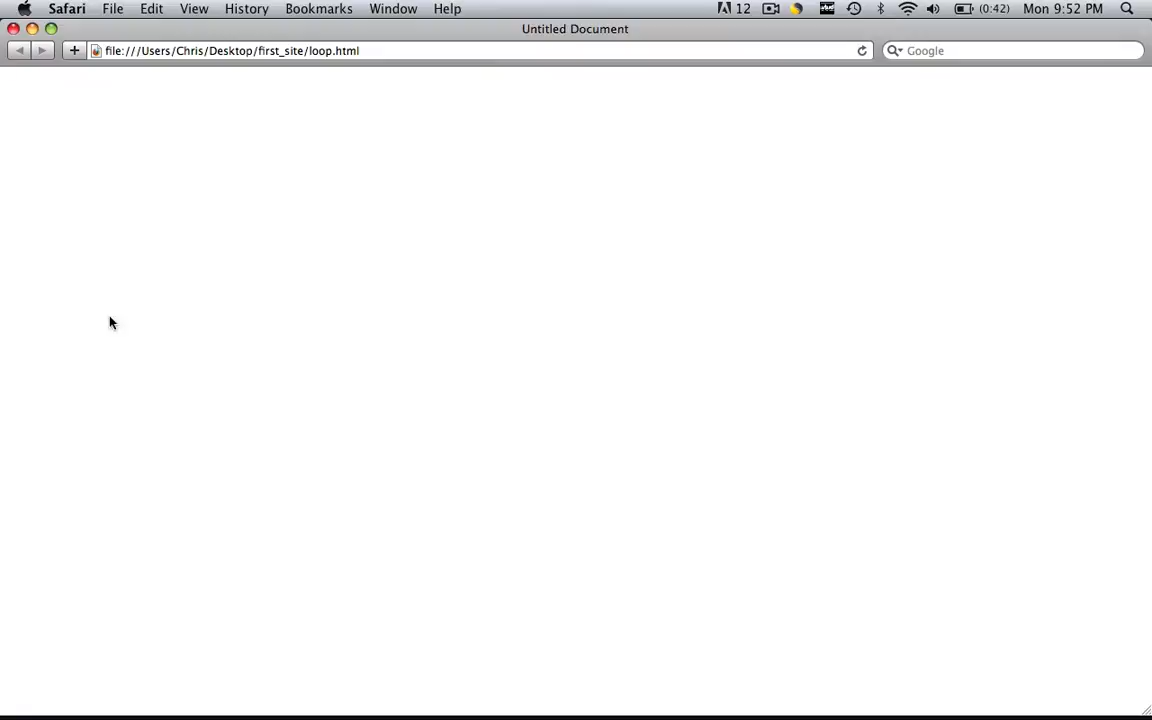 Safari File Edit View History Bookmarks Window Help 12 (0:42) Mon 9:52 PM
Untitled Document
file:///Users/Chris/Desktop/first_site/loop.html Google